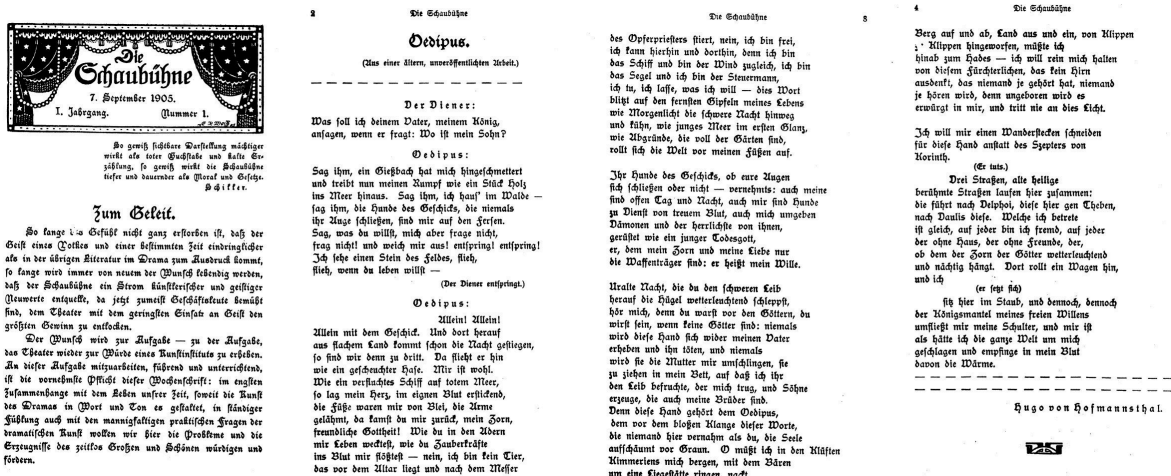 Die
Schaubühne
7. September 1905.
I. Jahrgang. Nummer 1.
So gewiß sichtbare Darstellung mächtiger
wirkt als toter Buchstabe und kalte Er-
zählung, so gewiß wirkt die Schaubühne
tiefer und dauernder als Moral und Gesetze.
Schiller.
Zum Geleit.
So lange das Gefühl nicht ganz erstorben ist, daß der
Geist eines Volkes und einer bestimmten Zeit eindringlicher
als in der übrigen Literatur im Drama zum Ausdruck kommt,
so lange wird immer von neuem der Wunsch lebendig werden,
daß der Schaubühne ein Strom künstlerischer und geistiger
Neuwerte entquelle, da jetzt zumeist Geschäftsleute bemüht
sind, dem Theater mit dem geringsten Einsatz an Geist den
größten Gewinn zu entlocken.
Der Wunsch wird zur Aufgabe — zu der Aufgabe,
das Theater wieder zur Würde eines Kunstinstituts zu erheben.
An dieser Aufgabe mitzuarbeiten, führend und unterrichtend,
ist die vornehmste Pflicht dieser Wochenschrift: im engsten
Zusammenhange mit dem Leben unsrer Zeit, soweit die Kunst
des Dramas in Wort und Ton es gestaltet, in ständiger
Fühlung auch mit den mannigfaltigen praktischen Fragen der
dramatischen Kunst wollen wir hier die Probleme und die
Erzeugnisse des zeitlos Großen und Schönen würdigen und
fördern.
2 Die Schaubühne
Oedipus.
(Aus einer ältern, unveröffentlichten Arbeit.)
Der Diener:
Was soll ich deinem Vater, meinem König,
ansagen, wenn er fragt: Wo ist mein Sohn?
Oedipus:
Sag ihm, ein Gießbach hat mich hingeschmettert
und treibt nun meinen Rumpf wie ein Stück Holz
ins Meer hinaus. Sag ihm, ich haus' im Walde —
sag ihm, die Hunde des Geschicks, die niemals
ihr Auge schließen, sind mir auf den Fersen.
Sag, was du willst, mich aber frage nicht,
frag nicht! und weich mir aus! entspring! entspring!
Ich sehe einen Stein des Feldes, flieh,
flieh, wenn du leben willst —
(Der Diener entspringt.)
Oedipus:
Allein! Allein!
Allein mit dem Geschick. Und dort herauf
aus flachem Land kommt schon die Nacht gestiegen,
so sind wir denn zu dritt. Da flieht er hin
wie ein gescheuchter Hase. Mir ist wohl.
Wie ein verfluchtes Schiff auf totem Meer,
so lag mein Herz, im eignen Blut erstickend,
die Füße waren mir von Blei, die Arme
gelähmt, da kamst du mir zurück, mein Zorn,
freundliche Gottheit! Wie du in den Adern
mir Leben wecktest, wie du Zauberkräfte
ins Blut mir flößtest — nein, ich bin kein Tier,
das vor dem Altar liegt und nach dem Messer
Die Schaubühne 3
des Opferpriesters stiert, nein, ich bin frei,
ich kann hierhin und dorthin, denn ich bin
das Schiff und bin der Wind zugleich, ich bin
das Segel und ich bin der Steuermann,
ich tu, ich lasse, was ich will — dies Wort
blitzt auf den fernsten Gipfeln meines Lebens
wie Morgenlicht die schwere Nacht hinweg
und kühn, wie junges Meer im ersten Glanz,
wie Abgründe, die voll der Gärten sind,
rollt sich die Welt vor meinen Füßen auf.
Ihr Hunde des Geschicks, ob eure Augen
sich schließen oder nicht — vernehmts: auch meine
sind offen Tag und Nacht, auch mir sind Hunde
zu Dienst von treuem Blut, auch mich umgeben
Dämonen und der herrlichste von ihnen,
gerüstet wie ein junger Todesgott,
er, dem mein Zorn und meine Liebe nur
die Waffenträger sind: er heißt mein Wille.
Uralte Nacht, die du den schweren Leib
herauf die Hügel wetterleuchtend schleppst,
hör mich, denn du warst vor den Göttern, du
wirst sein, wenn keine Götter sind: niemals
wird diese Hand sich wider meinen Vater
erheben und ihn töten, und niemals
wird sie die Mutter mir umschlingen, sie
zu ziehen in mein Bett, auf daß ich ihr
den Leib befruchte, der mich trug, und Söhne
erzeuge, die auch meine Brüder sind.
Denn diese Hand gehört dem Oedipus,
dem vor dem bloßen Klange dieser Worte,
die niemand hier vernahm als du, die Seele
aufschäumt vor Graun. O müßt ich in den Klüften
Kimmeriens mich bergen, mit dem Bären
um eine Liegestätte ringen, nackt
4 Die Schaubühne
Berg auf und ab, Land aus und ein, von Klippen
Klippen hingeworfen, müßte ich
hinab zum Hades — ich will rein mich halten
von diesem Fürchterlichen, das kein Hirn
ausdenkt, das niemand je gehört hat, niemand
je hören wird, denn ungeboren wird es
erwürgt in mir, und tritt nie an dies Licht.
Ich will mir einen Wanderstecken schneiden
für diese Hand anstatt des Szepters von
Korinth.
(Er tuts.)
Drei Straßen, alte heilige
berühmte Straßen laufen hier zusammen:
die führt nach Delphoi, diese hier gen Theben,
nach Daulis diese. Welche ich betrete
ist gleich, auf jeder bin ich fremd, auf jeder
der ohne Haus, der ohne Freunde, der,
ob dem der Zorn der Götter wetterleuchtend
und nächtig hängt. Dort rollt ein Wagen hin,
und ich
(er setzt sich)
sitz hier im Staub, und dennoch, dennoch
der Königsmantel meines freien Willens
umfließt mir meine Schulter, und mir ist
als hätte ich die ganze Welt um mich
geschlagen und empfinge in mein Blut
davon die Wärme.
Hugo von Hofmannsthal.